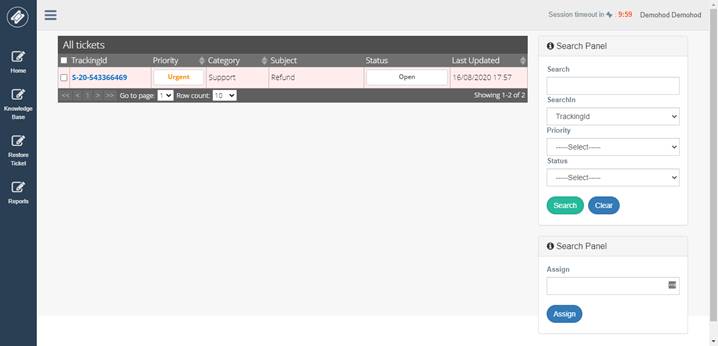 Session timeout in : 9:59 Demohod Demohod
Home
Knowledge
Base
Restore
Ticket
Reports
All tickets
TrackingId Priority Category Subject Status Last Updated
S-20-543366469 Urgent Support Refund Open 16/08/2020 17:57
<< < 1 > >> Go to page: 1 Row count: 10 Showing 1-2 of 2
Search Panel
Search
SearchIn
TrackingId
Priority
-----Select-----
Status
-----Select-----
Search Clear
Search Panel
Assign
Assign